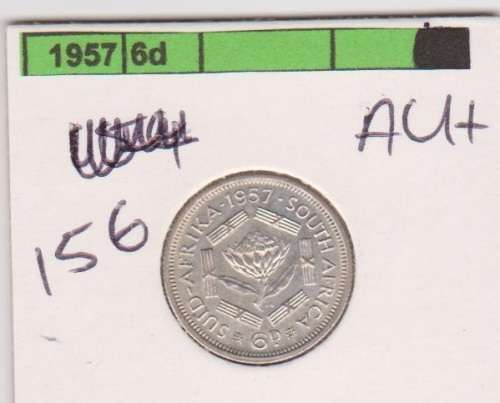 1957 6d
AU+
156
SUID-AFRIKA·1957·SOUTH AFRICA
6D